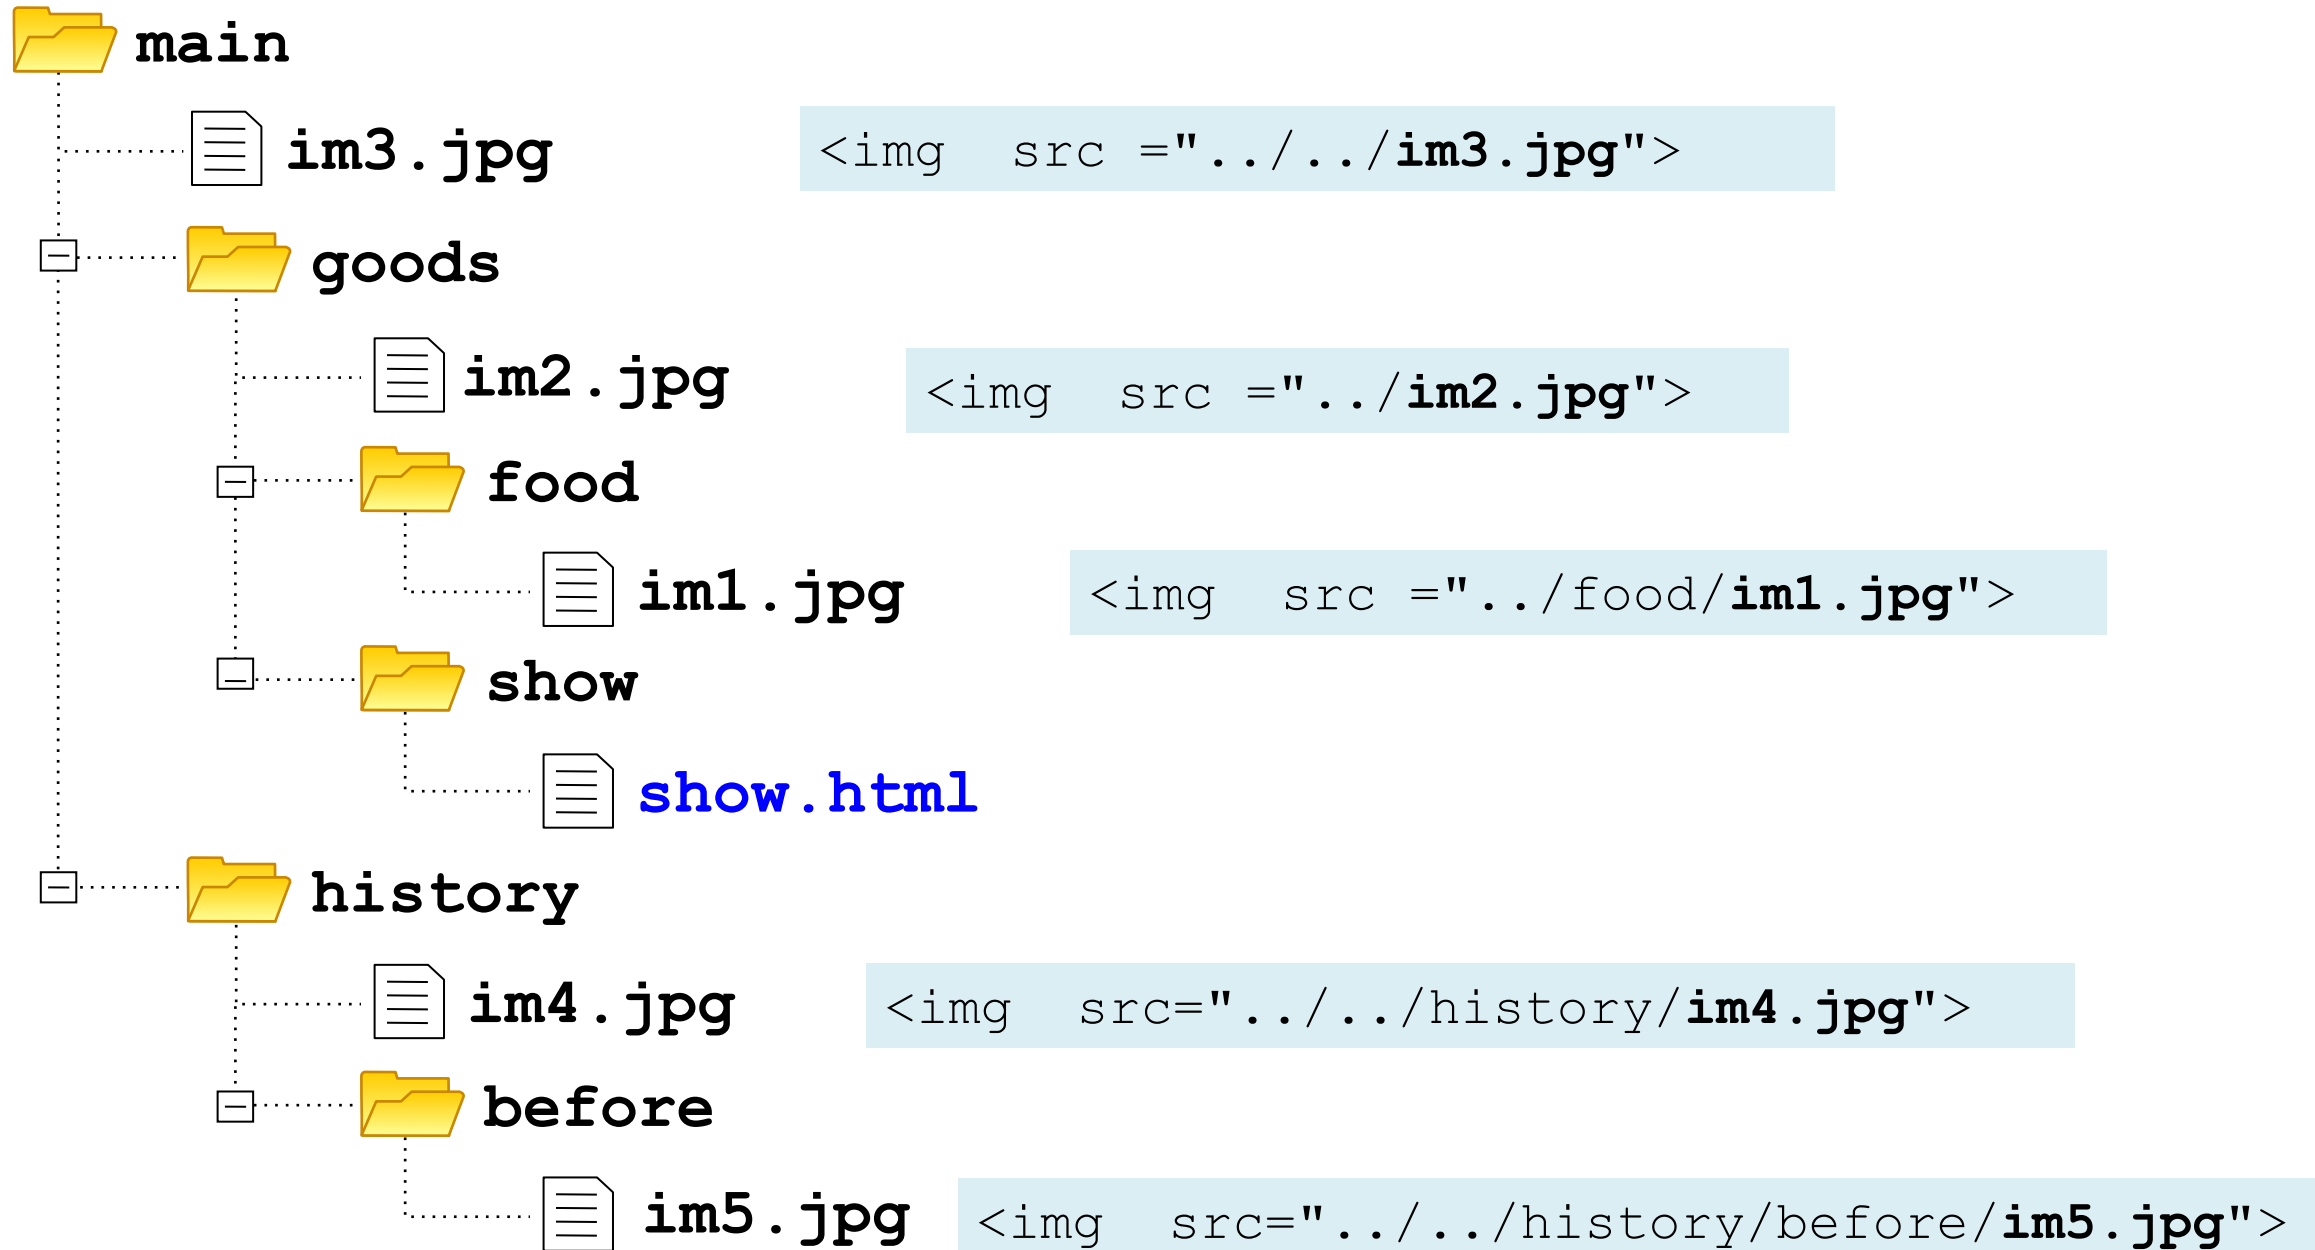 main
im3.jpg <img  src ="../../im3.jpg">
goods
im2.jpg <img  src ="../im2.jpg">
food
im1.jpg <img  src ="../food/im1.jpg">
show
show.html
history
im4.jpg <img  src="../../history/im4.jpg">
before
im5.jpg <img  src="../../history/before/im5.jpg">